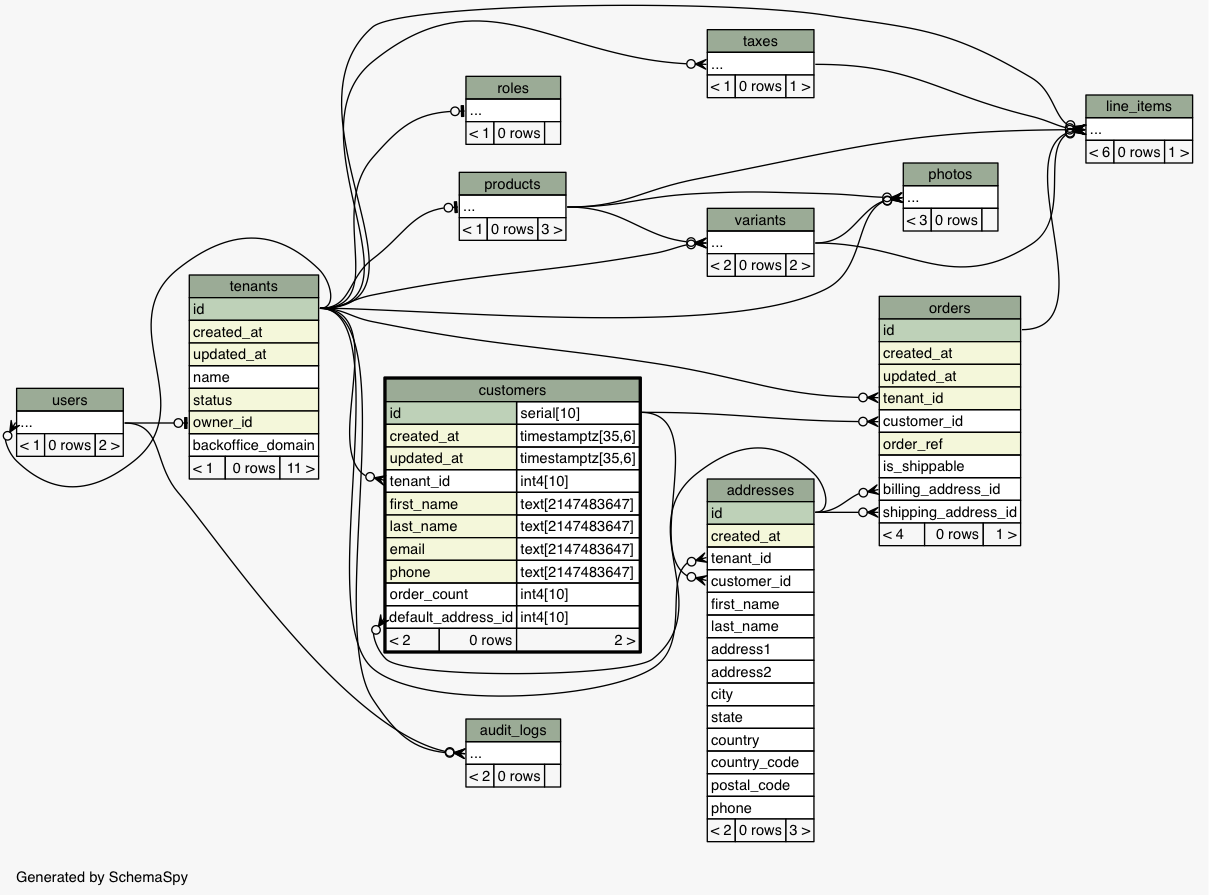 taxes
...
< 1 0 rows 1 >
roles
...
< 1 0 rows
line_items
...
< 6 0 rows 1 >
products
...
< 1 0 rows 3 >
photos
...
< 3 0 rows
variants
...
< 2 0 rows 2 >
tenants
id
created_at
updated_at
name
status
owner_id
backoffice_domain
< 1 0 rows 11 >
users
...
< 1 0 rows 2 >
orders
id
created_at
updated_at
tenant_id
customer_id
order_ref
is_shippable
billing_address_id
shipping_address_id
< 4 0 rows 1 >
customers
id serial[10]
created_at timestamptz[35,6]
updated_at timestamptz[35,6]
tenant_id int4[10]
first_name text[2147483647]
last_name text[2147483647]
email text[2147483647]
phone text[2147483647]
order_count int4[10]
default_address_id int4[10]
< 2 0 rows 2 >
addresses
id
created_at
tenant_id
customer_id
first_name
last_name
address1
address2
city
state
country
country_code
postal_code
phone
< 2 0 rows 3 >
audit_logs
...
< 2 0 rows
Generated by SchemaSpy